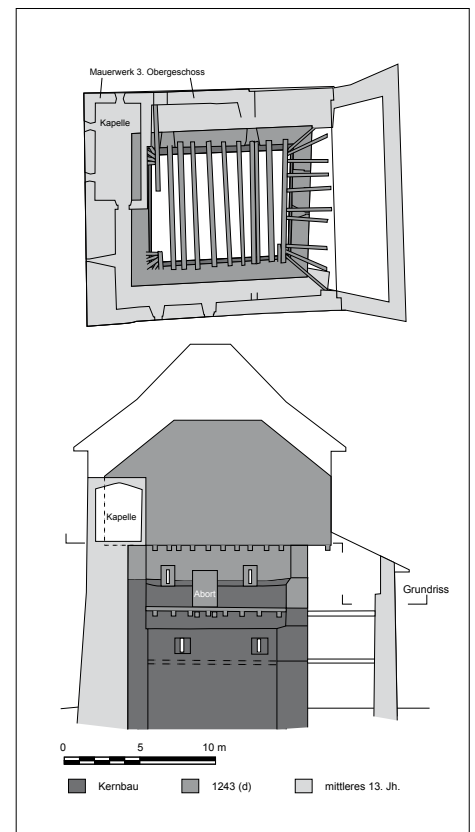 Mauerwerk 3. Obergeschoss
Kapelle
Kapelle
Abort
Grundriss
0 5 10 m
Kernbau 1243 (d) mittleres 13. Jh.